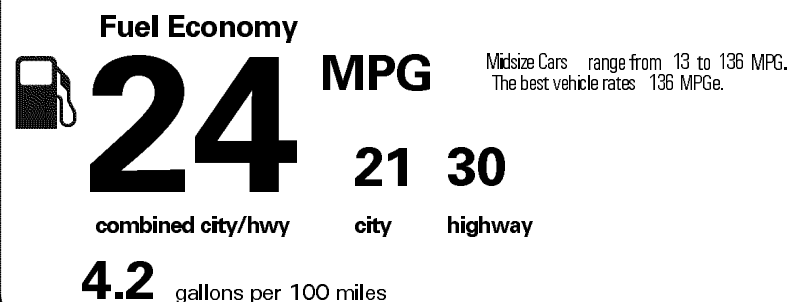 Fuel Economy
24 MPG
Midsize Cars range from 13 to 136 MPG.
The best vehicle rates 136 MPGe.
21 30
combined city/hwy city highway
4.2 gallons per 100 miles